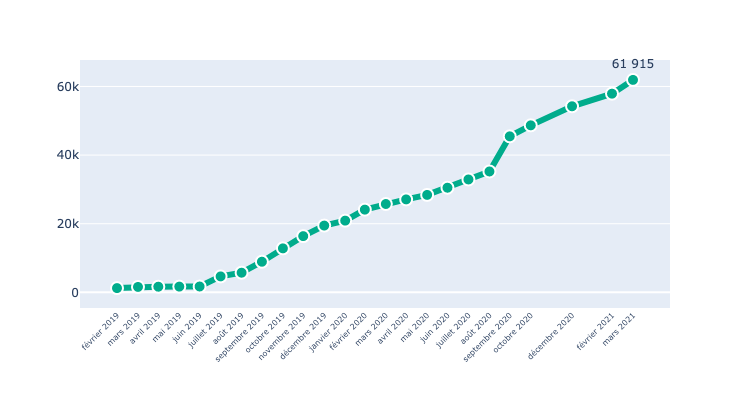 61 915
60k
40k
20k
0
février 2019
mars 2019
avril 2019
mai 2019
juin 2019
juillet 2019
août 2019
septembre 2019
octobre 2019
novembre 2019
décembre 2019
janvier 2020
février 2020
mars 2020
avril 2020
mai 2020
juin 2020
juillet 2020
août 2020
septembre 2020
octobre 2020
décembre 2020
février 2021
mars 2021